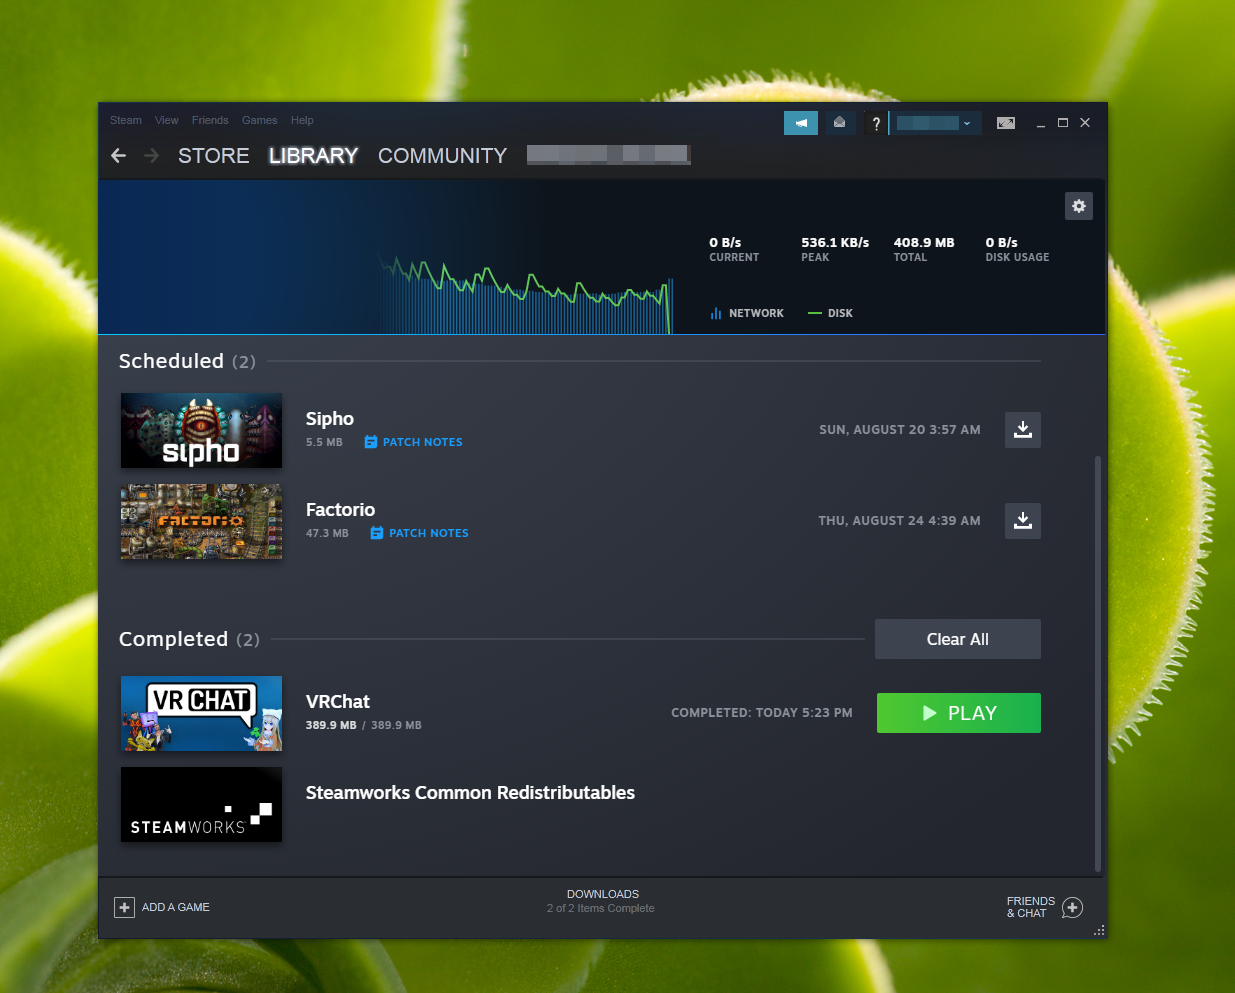 Steam View Friends Games Help
?
STORE LIBRARY COMMUNITY
0 B/s 536.1 KB/s 408.9 MB 0 B/s
CURRENT PEAK TOTAL DISK USAGE
NETWORK DISK
Scheduled (2)
sipho
Sipho
5.5 MB PATCH NOTES
SUN, AUGUST 20 3:57 AM
FACTORIO
Factorio
47.3 MB PATCH NOTES
THU, AUGUST 24 4:39 AM
Completed (2)
Clear All
VRCHAT
VRChat
389.9 MB / 389.9 MB
COMPLETED: TODAY 5:23 PM
PLAY
STEAMWORKS
Steamworks Common Redistributables
ADD A GAME
DOWNLOADS
2 of 2 Items Complete
FRIENDS
& CHAT